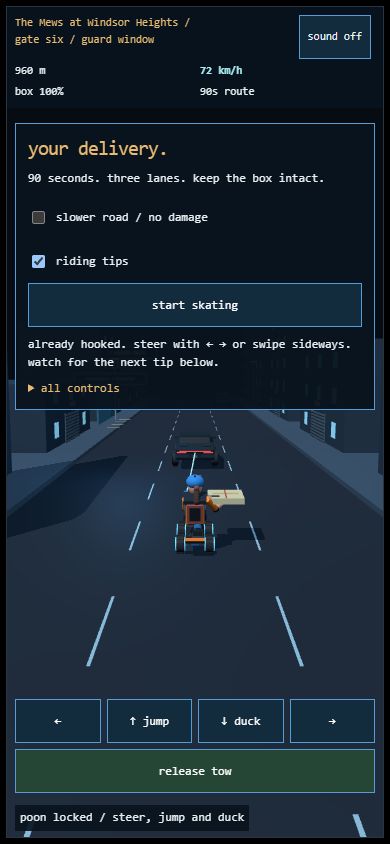 The Mews at Windsor Heights /
gate six / guard window
sound off
960 m
72 km/h
box 100%
90s route
your delivery.
90 seconds. three lanes. keep the box intact.
slower road / no damage
riding tips
start skating
already hooked. steer with ← → or swipe sideways.
watch for the next tip below.
▶ all controls
←
↑ jump
↓ duck
→
release tow
poon locked / steer, jump and duck